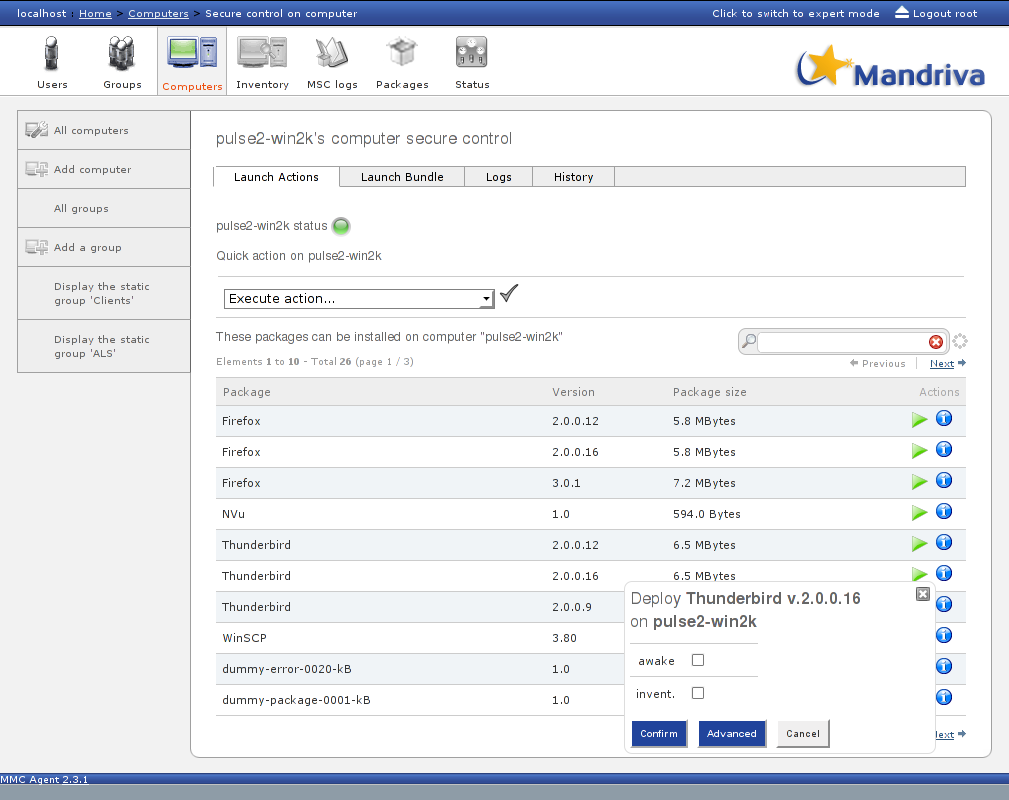 localhost : Home > Computers > Secure control on computer
Click to switch to expert mode
Logout root
Users
Groups
Computers
Inventory
MSC logs
Packages
Status
Mandriva
All computers
Add computer
All groups
Add a group
Display the static
group 'Clients'
Display the static
group 'ALS'
pulse2-win2k's computer secure control
Launch Actions
Launch Bundle
Logs
History
pulse2-win2k status
Quick action on pulse2-win2k
Execute action...
These packages can be installed on computer "pulse2-win2k"
Elements 1 to 10 - Total 26 (page 1 / 3)
Previous
Next
Package Version Package size Actions
Firefox 2.0.0.12 5.8 MBytes
Firefox 2.0.0.16 5.8 MBytes
Firefox 3.0.1 7.2 MBytes
NVu 1.0 594.0 Bytes
Thunderbird 2.0.0.12 6.5 MBytes
Thunderbird 2.0.0.16 6.5 MBytes
Thunderbird 2.0.0.9
WinSCP 3.80
dummy-error-0020-kB 1.0
dummy-package-0001-kB 1.0
Deploy Thunderbird v.2.0.0.16
on pulse2-win2k
awake
invent.
Confirm
Advanced
Cancel
ext
MMC Agent 2.3.1